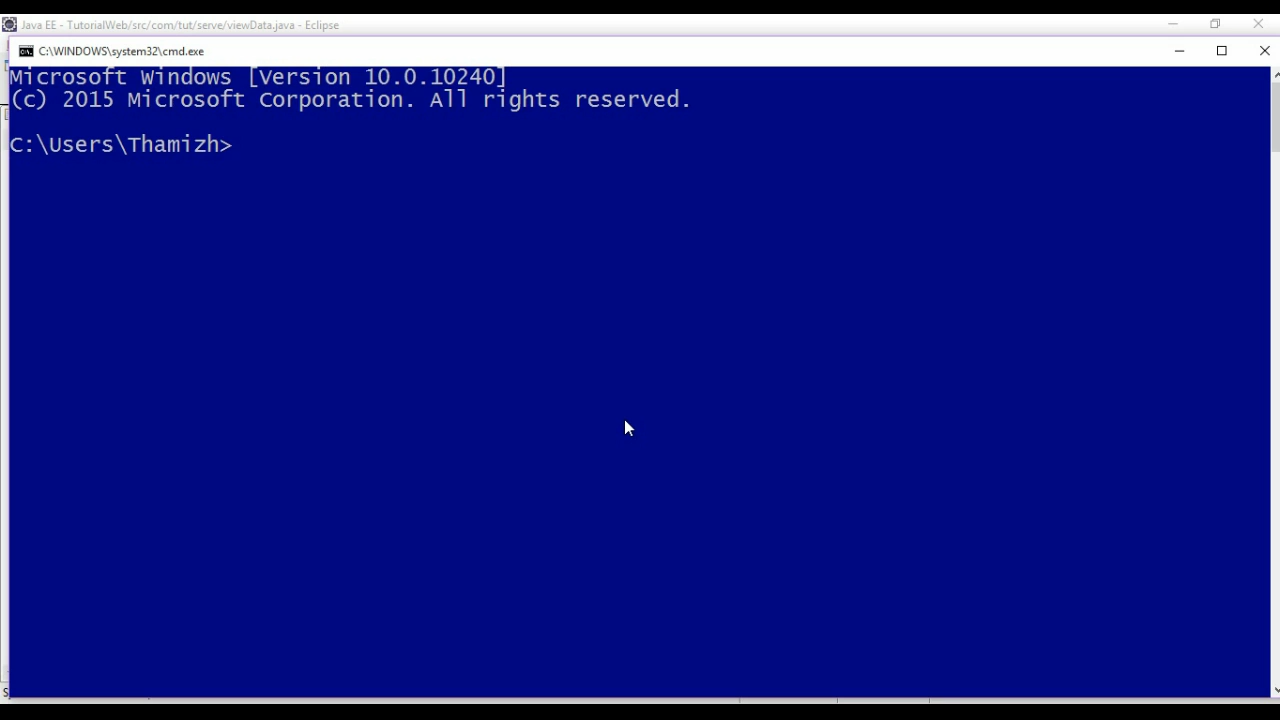 Java EE - TutorialWeb/src/com/tut/serve/viewData.java - Eclipse
C:\WINDOWS\system32\cmd.exe
Microsoft Windows [Version 10.0.10240]
(c) 2015 Microsoft Corporation. All rights reserved.
C:\Users\Thamizh>